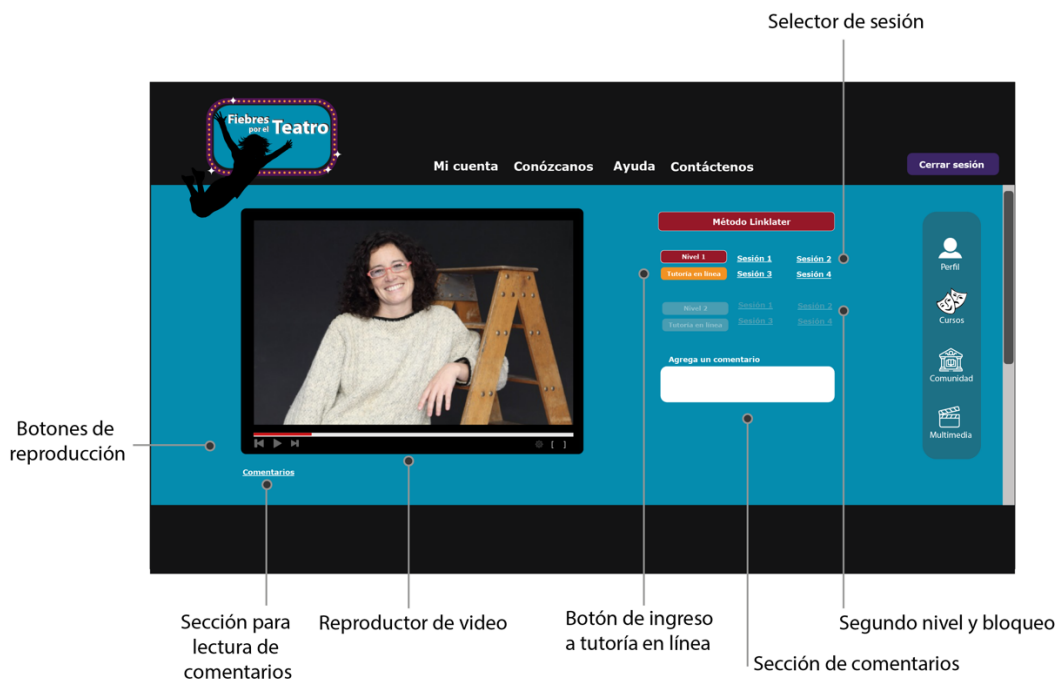 Selector de sesión
Fiebres
por el Teatro
Mi cuenta Conózcanos Ayuda Contáctenos
Cerrar sesión
Método Linklater
Nivel 1 Sesión 1 Sesión 2
Tutoría en línea Sesión 3 Sesión 4
Nivel 2 Sesión 1 Sesión 2
Tutoría en línea Sesión 3 Sesión 4
Agrega un comentario
Perfil
Cursos
Comunidad
Multimedia
Botones de
reproducción
Comentarios
Sección para
lectura de
comentarios
Reproductor de video
Botón de ingreso
a tutoría en línea
Sección de comentarios
Segundo nivel y bloqueo